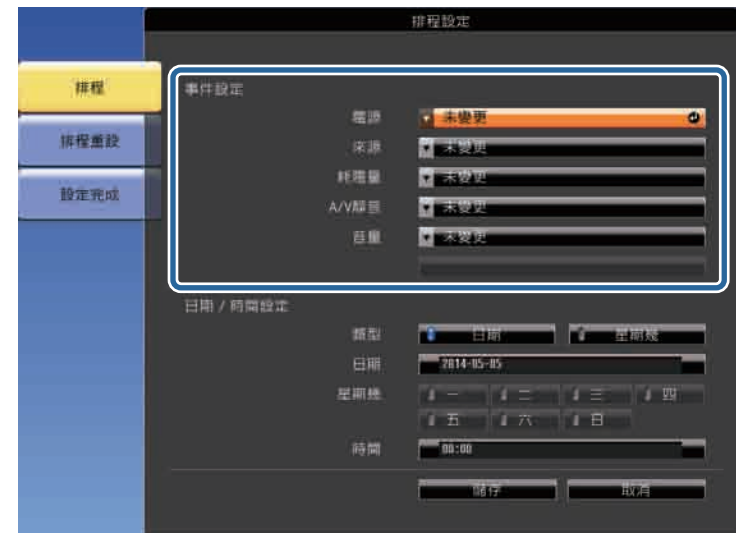 排程設定
排程
排程重設
設定完成
事件設定
電源 未變更
來源 未變更
耗電量 未變更
A/V靜音 未變更
音量 未變更
日期 / 時間設定
類型 日期 星期幾
日期 2014-05-05
星期幾 一 二 三 四
五 六 日
時間 00:00
儲存 取消